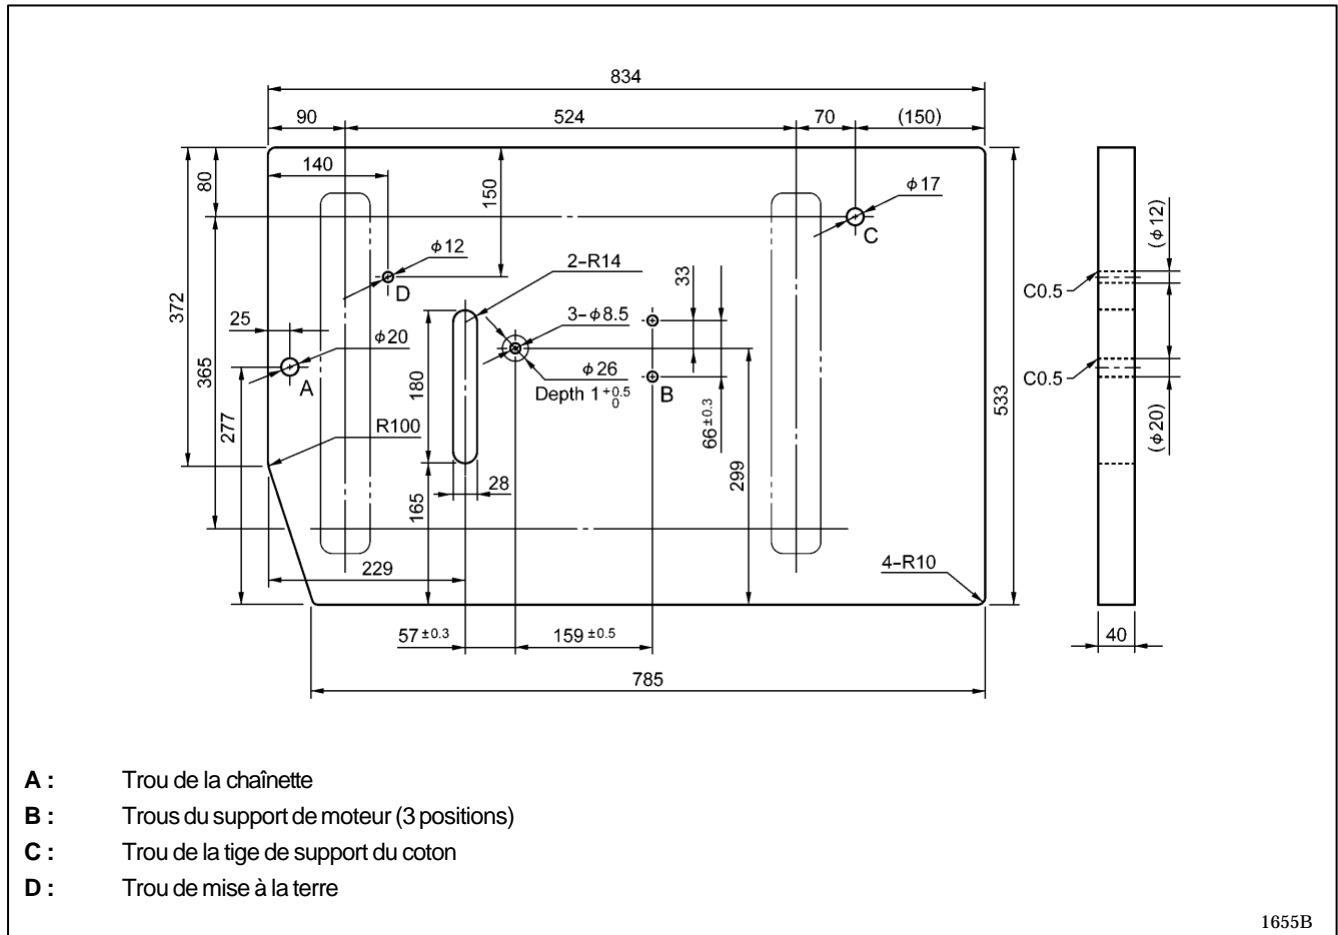 834
90 524 70 (150)
140
80
150
φ17
C
(φ12)
φ12
D
2-R14
33
C0.5
372
25
3-φ8.5
φ20
A
365
180
φ26
Depth 1 +0.5 0
B
C0.5
533
277
R100
66±0.3
(φ20)
28
165
299
229
4-R10
57±0.3 159±0.5
40
785
A : Trou de la chaînette
B : Trous du support de moteur (3 positions)
C : Trou de la tige de support du coton
D : Trou de mise à la terre
1655B